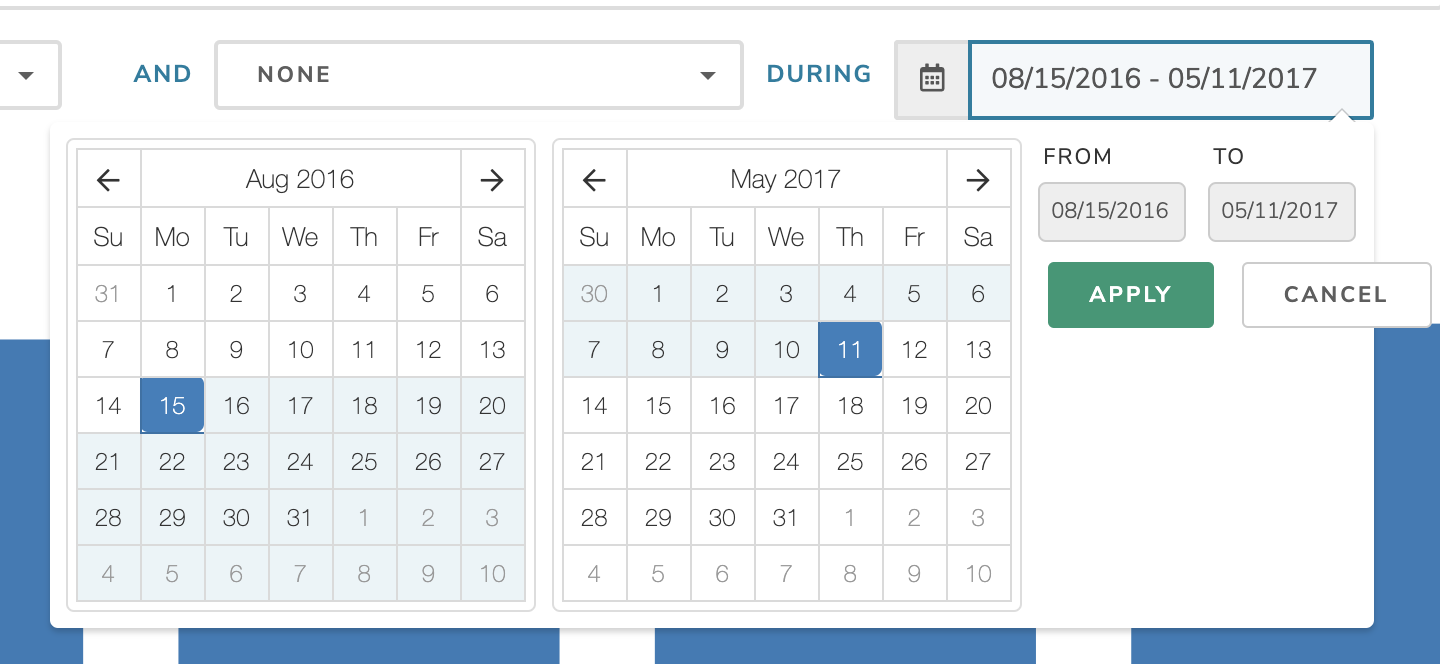 AND NONE DURING 08/15/2016 - 05/11/2017
Aug 2016
Su Mo Tu We Th Fr Sa
31 1 2 3 4 5 6
7 8 9 10 11 12 13
14 15 16 17 18 19 20
21 22 23 24 25 26 27
28 29 30 31 1 2 3
4 5 6 7 8 9 10
May 2017
Su Mo Tu We Th Fr Sa
30 1 2 3 4 5 6
7 8 9 10 11 12 13
14 15 16 17 18 19 20
21 22 23 24 25 26 27
28 29 30 31 1 2 3
4 5 6 7 8 9 10
FROM TO
08/15/2016 05/11/2017
APPLY CANCEL